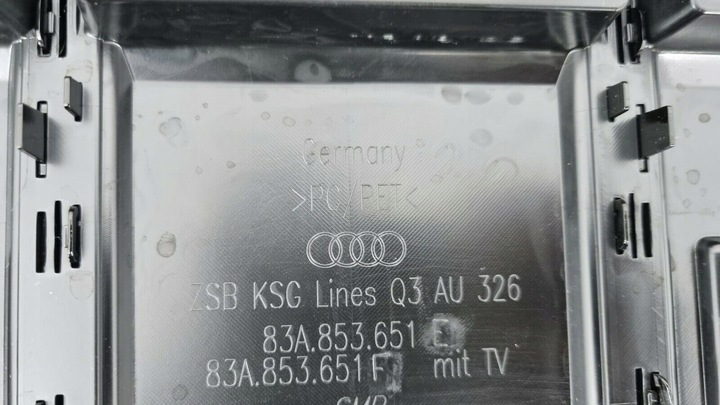 Germany
>PC/PET<
ZSB KSG Lines Q3 AU 326
83A.853.651 E
83A.853.651 F mit TV